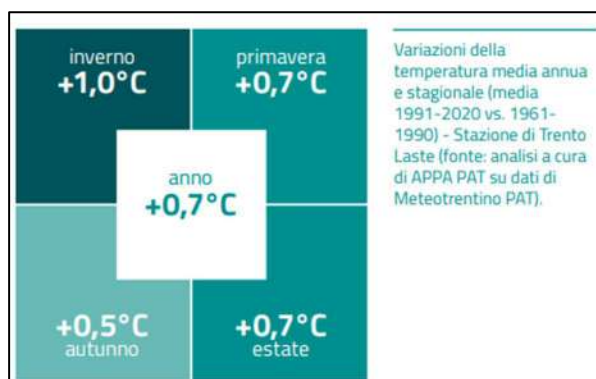 inverno
+1,0°C
primavera
+0,7°C
anno
+0,7°C
+0,5°C
autunno
+0,7°C
estate
Variazioni della
temperatura media annua
e stagionale (media
1991-2020 vs. 1961-
1990) - Stazione di Trento
Laste (fonte: analisi a cura
di APPA PAT su dati di
Meteotrentino PAT).